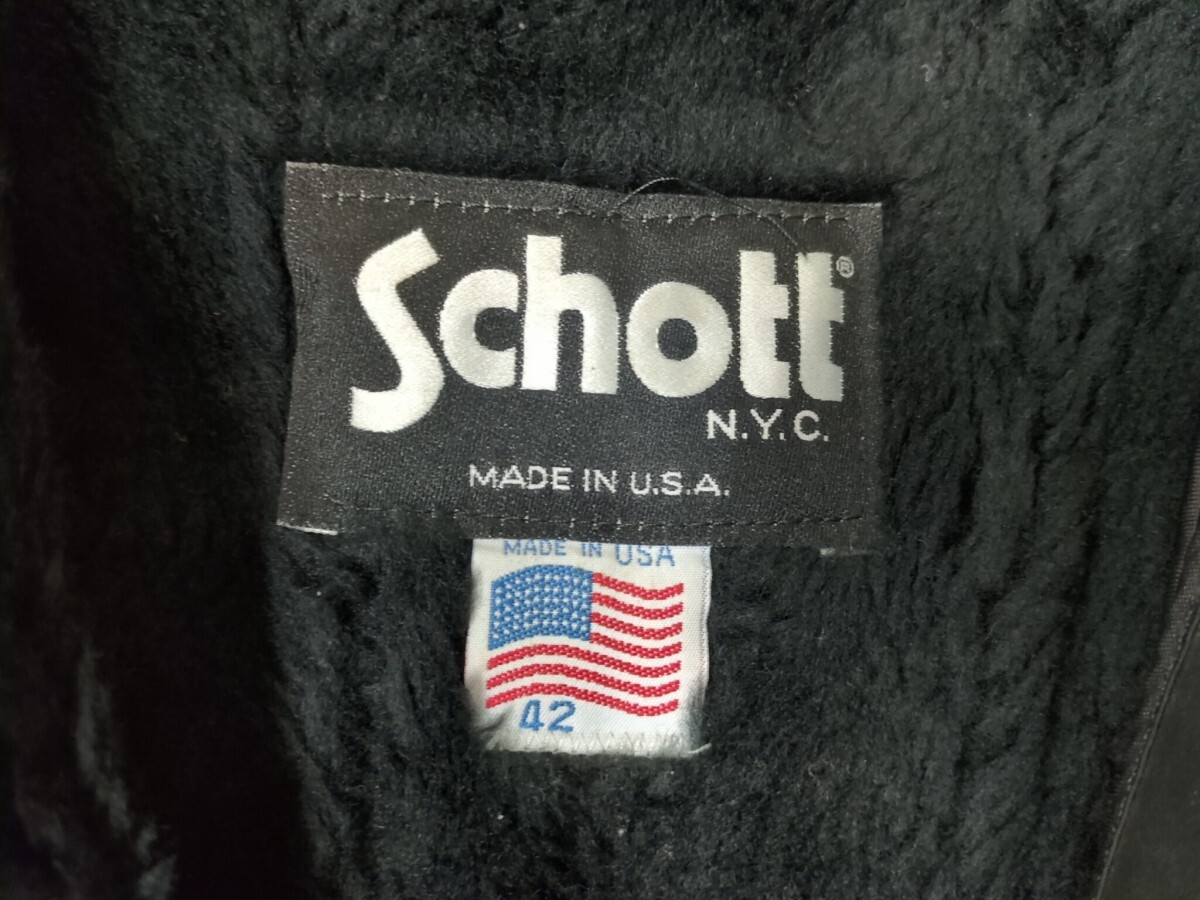 Schott®
N.Y.C.
MADE IN U.S.A.
MADE IN USA
42